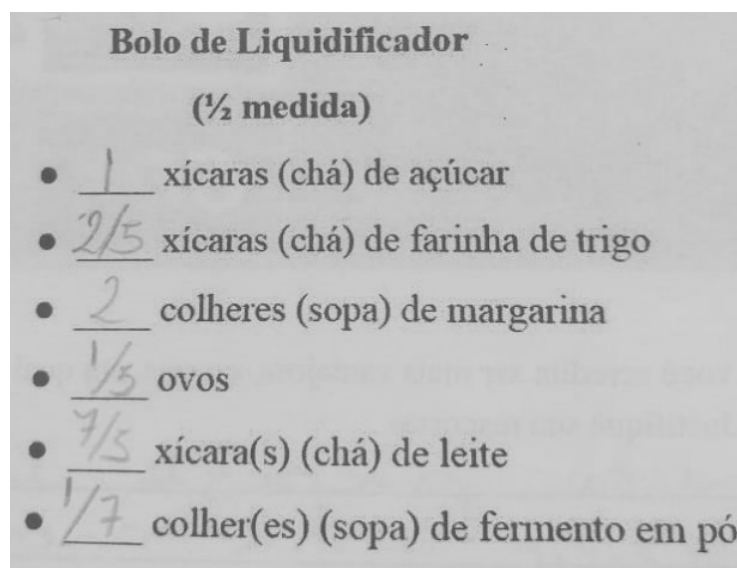 Bolo de Liquidificador
(½ medida)
• 1 xícaras (chá) de açúcar
• 2/5 xícaras (chá) de farinha de trigo
• 2 colheres (sopa) de margarina
• 1/5 ovos
• 7/5 xícara(s) (chá) de leite
• 1/7 colher(es) (sopa) de fermento em pó